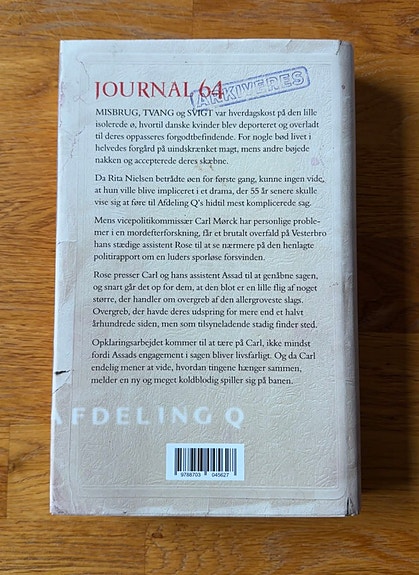 JOURNAL 64
ARKIVERES
MISBRUG, TVANG og SVIGT var hverdagskost på den lille
isolerede ø, hvortil danske kvinder blev deporteret og overladt
til deres oppasseres forgodtbefindende. For nogle bød livet i
helvedes forgård på uindskrænket magt, mens andre bøjede
nakken og accepterede deres skæbne.
Da Rita Nielsen betrådte øen for første gang, kunne ingen vide,
at hun ville blive impliceret i et drama, der 55 år senere skulle
vise sig at føre til Afdeling Q's hidtil mest komplicerede sag.
Mens vicepolitikommissær Carl Mørck har personlige proble-
mer i en mordefterforskning, får et brutalt overfald på Vesterbro
hans stædige assistent Rose til at se nærmere på den henlagte
politirapport om en luders sporløse forsvinden.
Rose presser Carl og hans assistent Assad til at genåbne sagen,
og snart går det op for dem, at den blot er en lille flig af noget
større, der handler om overgreb af den allergroveste slags.
Overgreb, der havde deres udspring for mere end et halvt
århundrede siden, men som tilsyneladende stadig finder sted.
Opklaringsarbejdet kommer til at tære på Carl, ikke mindst
fordi Assads engagement i sagen bliver livsfarligt. Og da Carl
endelig mener at vide, hvordan tingene hænger sammen,
melder en ny og meget koldblodig spiller sig på banen.
AFDELING Q
9788703 045627